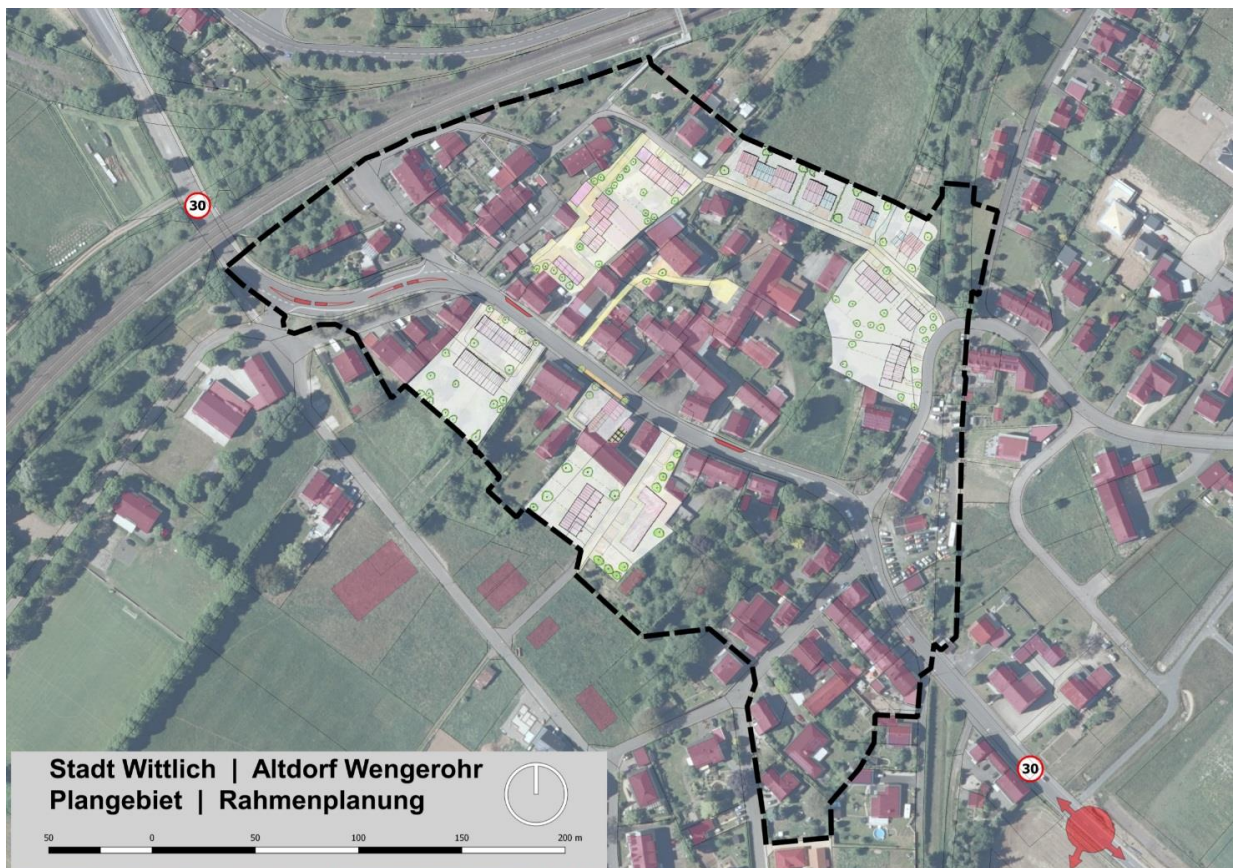 30
30
Stadt Wittlich | Altdorf Wengerohr
Plangebiet | Rahmenplanung
50 0 50 100 150 200 m